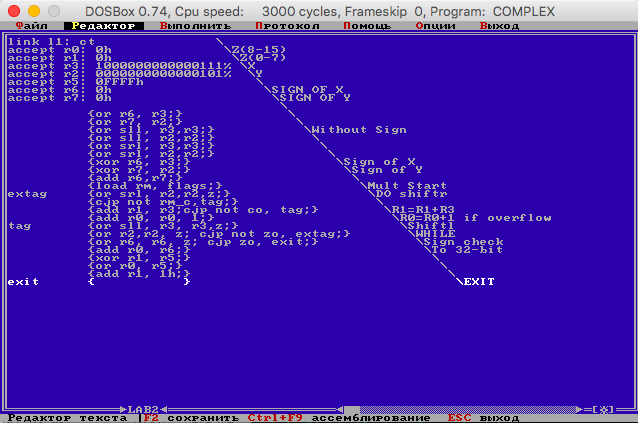 DOSBox 0.74, Cpu speed: 3000 cycles, Frameskip 0, Program: COMPLEX
Файл Редактор Выполнить Протокол Помощь Опции Выход
link l1: ct
accept r0: 0h \Z(8-15)
accept r1: 0h \Z(0-7)
accept r3: 1000000000000111% \X
accept r2: 0000000000000101% \Y
accept r5: 0FFFFh
accept r6: 0h \SIGN OF X
accept r7: 0h \SIGN OF Y
{or r6, r3;}
{or r7, r2;}
{or sll, r3,r3;} \Without Sign
{or sll, r2,r2;}
{or srl, r3,r3;}
{or srl, r2,r2;}
{xor r6, r3;} \Sign of X
{xor r7, r2;} \Sign of Y
{add r6,r7;}
{load rm, flags;} \Mult Start
extag {or srl, r2,r2,z;} \DO shiftr
{cjp not rm_c,tag;}
{add r1, r3;cjp not co, tag;} \R1=R1+R3
{add r0, r0, 1;} \R0=R0+1 if overflow
tag {or sll, r3, r3,z;} \Shiftl
{or r2,r2, z; cjp not zo, extag;} \WHILE
{or r6, r6, z; cjp zo, exit;} \Sign check
{add r0, r6;} \To 32-bit
{xor r1, r5;}
{or r0, r5;}
{add r1, 1h;}
exit { } \EXIT
LAB2
Редактор текста F2 сохранить Ctrl+F9 ассемблирование ESC выход